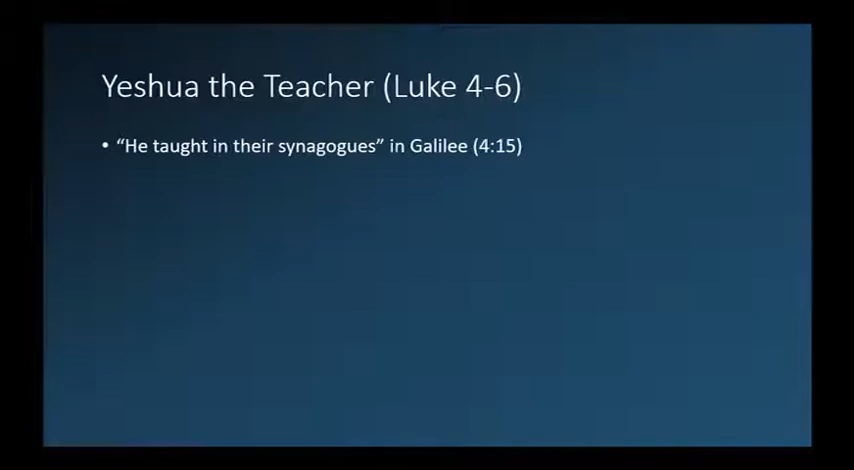 Yeshua the Teacher (Luke 4-6)
• “He taught in their synagogues” in Galilee (4:15)